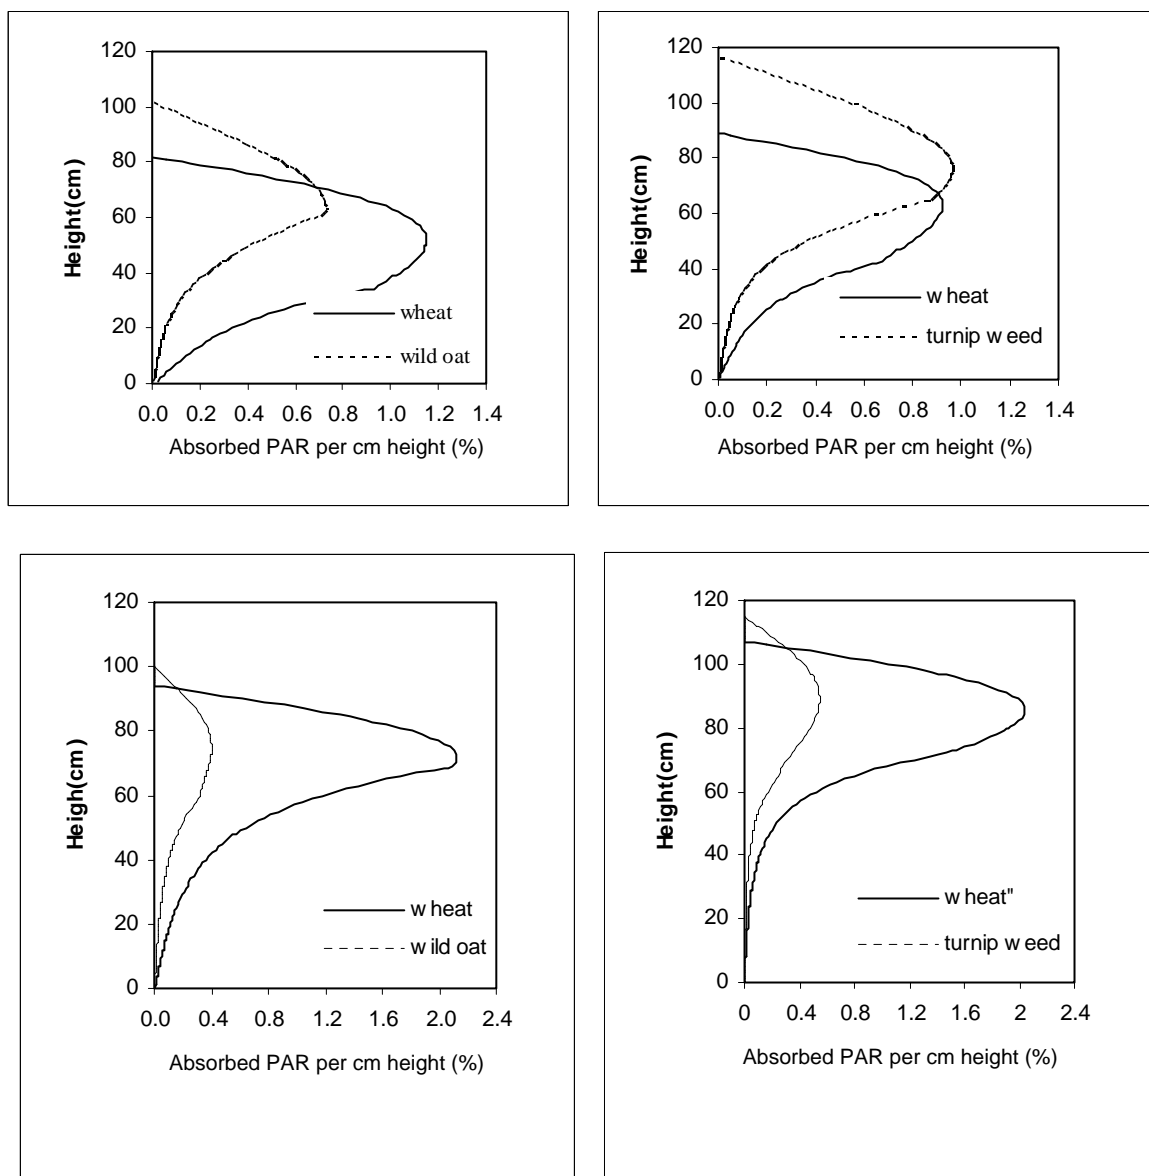 120
100
80
60
40
20
0
Height(cm)
wheat
wild oat
0.0 0.2 0.4 0.6 0.8 1.0 1.2 1.4
Absorbed PAR per cm height (%)
120
100
80
60
40
20
0
Height(cm)
w heat
turnip w eed
0.0 0.2 0.4 0.6 0.8 1.0 1.2 1.4
Absorbed PAR per cm height (%)
120
100
80
60
40
20
0
Heigh(cm)
w heat
w ild oat
0.0 0.4 0.8 1.2 1.6 2.0 2.4
Absorbed PAR per cm height (%)
120
100
80
60
40
20
0
Height(cm)
w heat"
turnip w eed
0 0.4 0.8 1.2 1.6 2 2.4
Absorbed PAR per cm height (%)